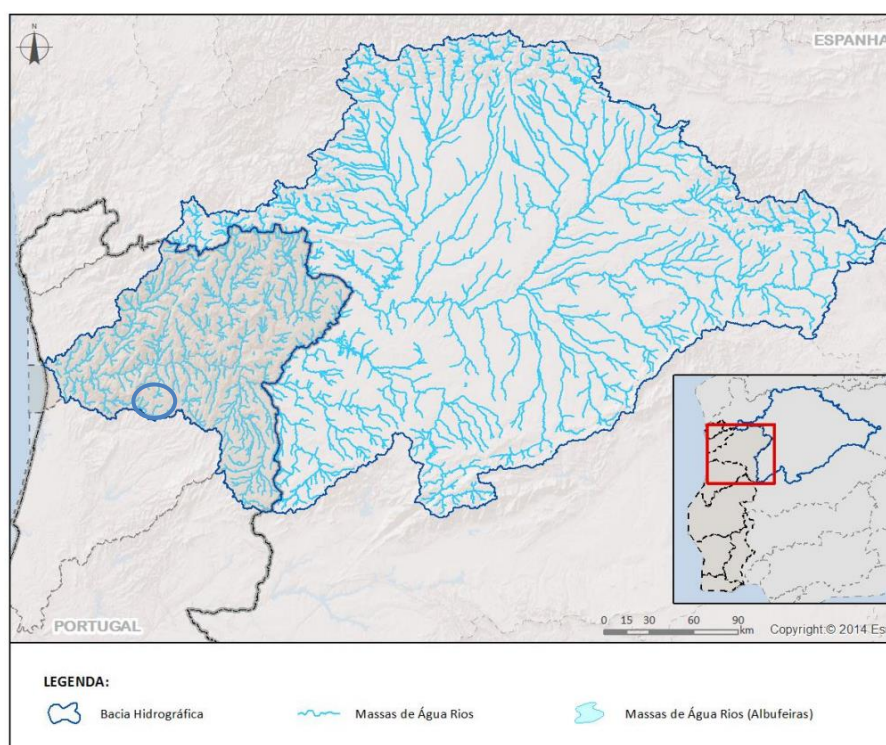 N
ESPANHA
PORTUGAL
0 15 30 60 90
km
Copyright:© 2014 Es
LEGENDA:
Bacia Hidrográfica
Massas de Água Rios
Massas de Água Rios (Albufeiras)